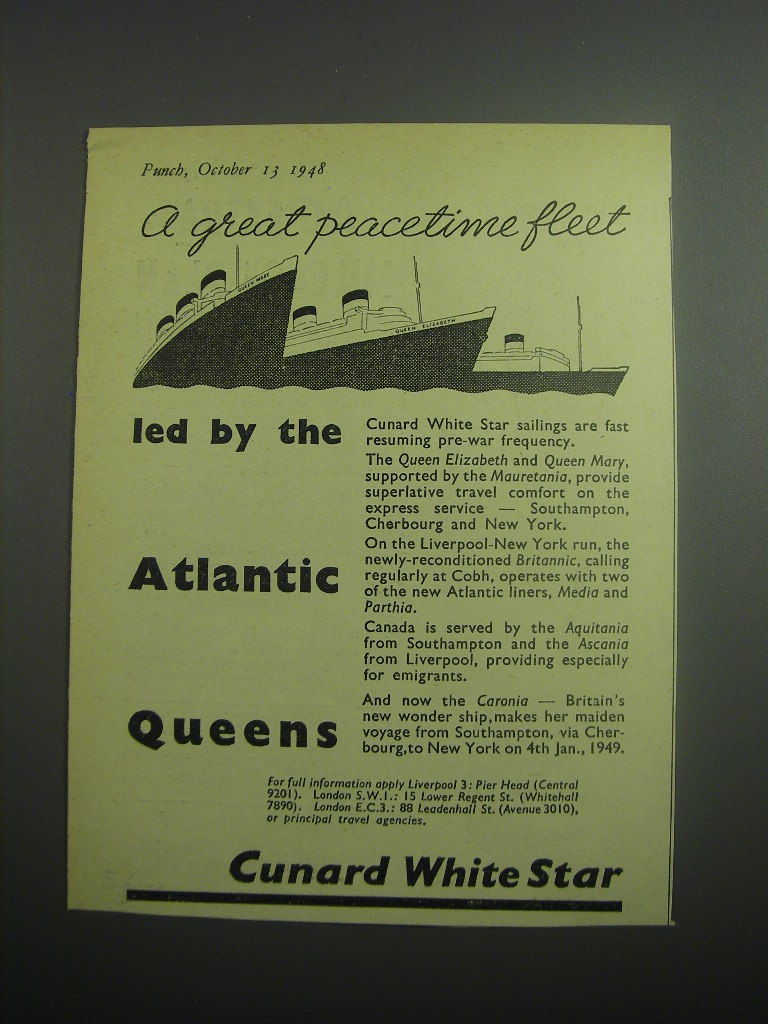 Punch, October 13 1948
A great peacetime fleet
QUEEN MARY
QUEEN ELIZABETH
led by the
Cunard White Star sailings are fast
resuming pre-war frequency.
The Queen Elizabeth and Queen Mary,
supported by the Mauretania, provide
superlative travel comfort on the
express service — Southampton,
Cherbourg and New York.
Atlantic
On the Liverpool-New York run, the
newly-reconditioned Britannic, calling
regularly at Cobh, operates with two
of the new Atlantic liners, Media and
Parthia.
Canada is served by the Aquitania
from Southampton and the Ascania
from Liverpool, providing especially
for emigrants.
Queens
And now the Caronia — Britain's
new wonder ship, makes her maiden
voyage from Southampton, via Cher-
bourg, to New York on 4th Jan., 1949.
For full information apply Liverpool 3: Pier Head (Central
9201). London S.W.1.: 15 Lower Regent St. (Whitehall
7890). London E.C.3.: 88 Leadenhall St. (Avenue 3010),
or principal travel agencies.
Cunard White Star